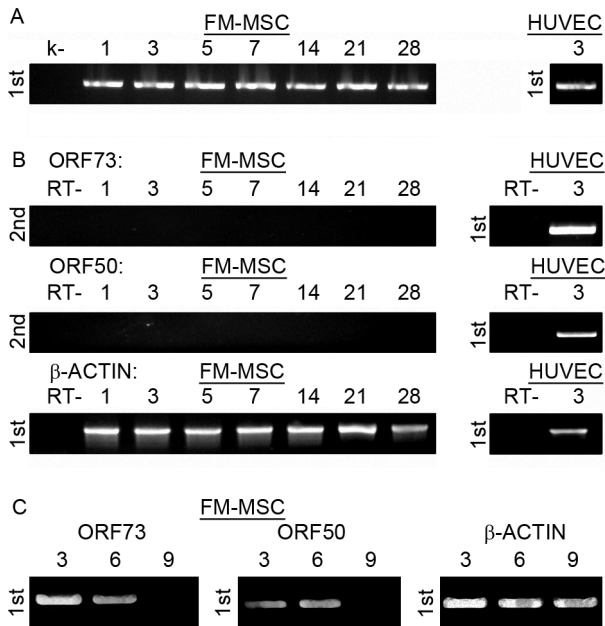 A
FM-MSC HUVEC
k- 1 3 5 7 14 21 28 3
1st 1st
B
ORF73: FM-MSC HUVEC
RT- 1 3 5 7 14 21 28 RT- 3
2nd 1st
ORF50: FM-MSC HUVEC
RT- 1 3 5 7 14 21 28 RT- 3
2nd 1st
β-ACTIN: FM-MSC HUVEC
RT- 1 3 5 7 14 21 28 RT- 3
1st 1st
C
FM-MSC
ORF73 ORF50 β-ACTIN
3 6 9 3 6 9 3 6 9
1st 1st 1st